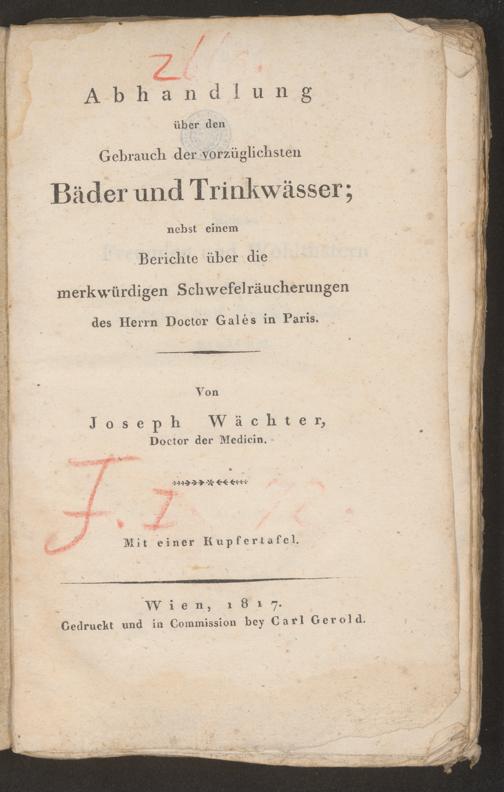 Abhandlung
über den
Gebrauch der vorzüglichsten
Bäder und Trinkwässer;
nebst einem
Berichte über die
merkwürdigen Schwefelräucherungen
des Herrn Doctor Galés in Paris.
Von
Joseph Wächter,
Doctor der Medicin.
F. I 72.
Mit einer Kupfertafel.
Wien, 1817.
Gedruckt und in Commission bey Carl Gerold.